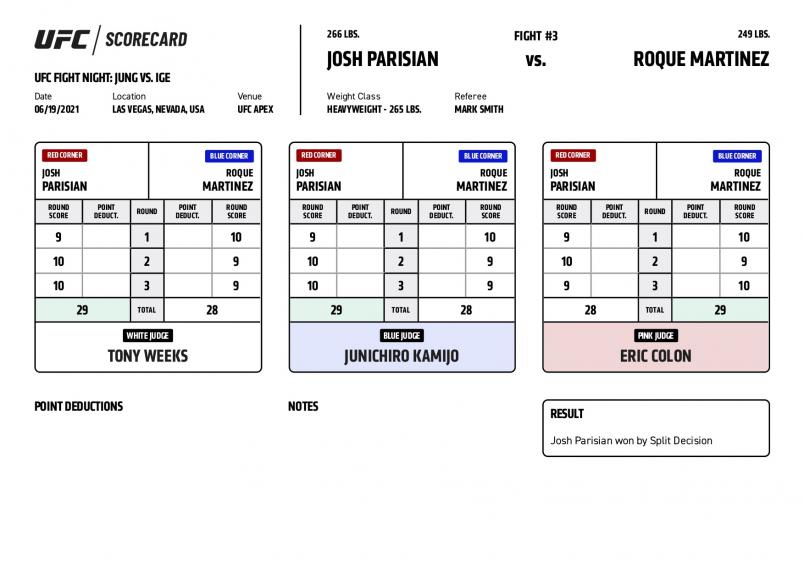 UFC / SCORECARD
UFC FIGHT NIGHT: JUNG VS. IGE
Date Location Venue
06/19/2021 LAS VEGAS, NEVADA, USA UFC APEX
266 LBS. FIGHT #3 249 LBS.
JOSH PARISIAN VS. ROQUE MARTINEZ
Weight Class Referee
HEAVYWEIGHT - 265 LBS. MARK SMITH
RED CORNER BLUE CORNER
JOSH ROQUE
PARISIAN MARTINEZ
ROUND SCORE POINT DEDUCT. ROUND POINT DEDUCT. ROUND SCORE
9 1 10
10 2 9
10 3 9
29 TOTAL 28
WHITE JUDGE
TONY WEEKS
RED CORNER BLUE CORNER
JOSH ROQUE
PARISIAN MARTINEZ
ROUND SCORE POINT DEDUCT. ROUND POINT DEDUCT. ROUND SCORE
9 1 10
10 2 9
10 3 9
29 TOTAL 28
BLUE JUDGE
JUNICHIRO KAMIJO
RED CORNER BLUE CORNER
JOSH ROQUE
PARISIAN MARTINEZ
ROUND SCORE POINT DEDUCT. ROUND POINT DEDUCT. ROUND SCORE
9 1 10
10 2 9
9 3 10
28 TOTAL 29
PINK JUDGE
ERIC COLON
POINT DEDUCTIONS
NOTES
RESULT
Josh Parisian won by Split Decision